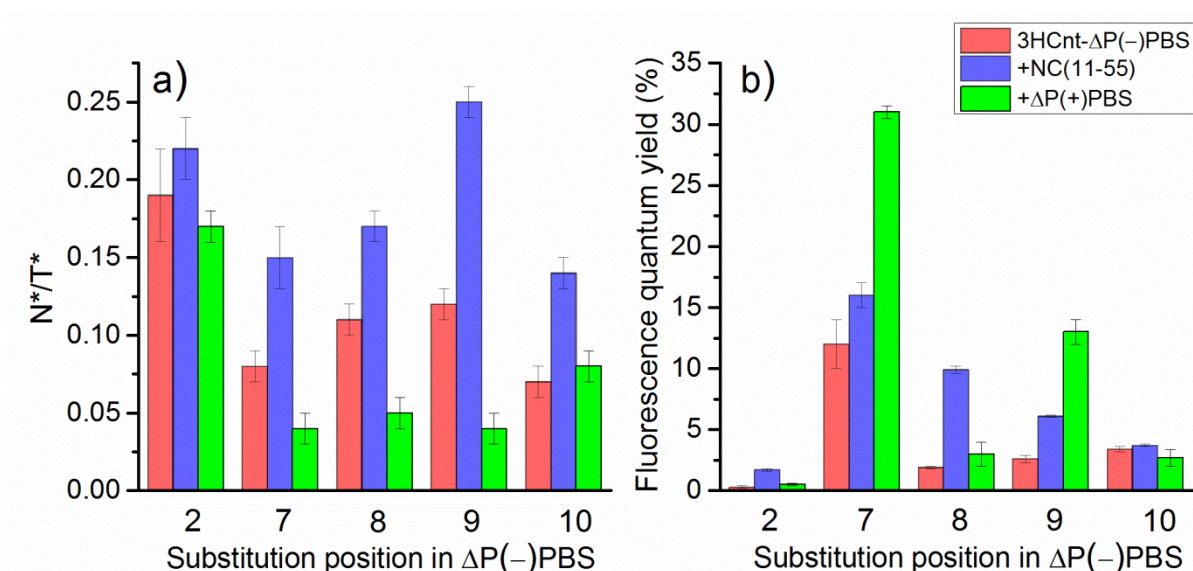 a)
N*/T*
0.25
0.20
0.15
0.10
0.05
0.00
2 7 8 9 10
Substitution position in ΔP(−)PBS
b)
3HCnt-ΔP(−)PBS
+NC(11-55)
+ΔP(+)PBS
Fluorescence quantum yield (%)
35
30
25
20
15
10
5
0
2 7 8 9 10
Substitution position in ΔP(−)PBS